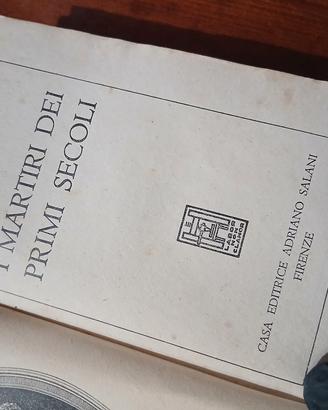 I MARTIRI DEI
PRIMI SECOLI
CASA EDITRICE ADRIANO SALANI
FIRENZE